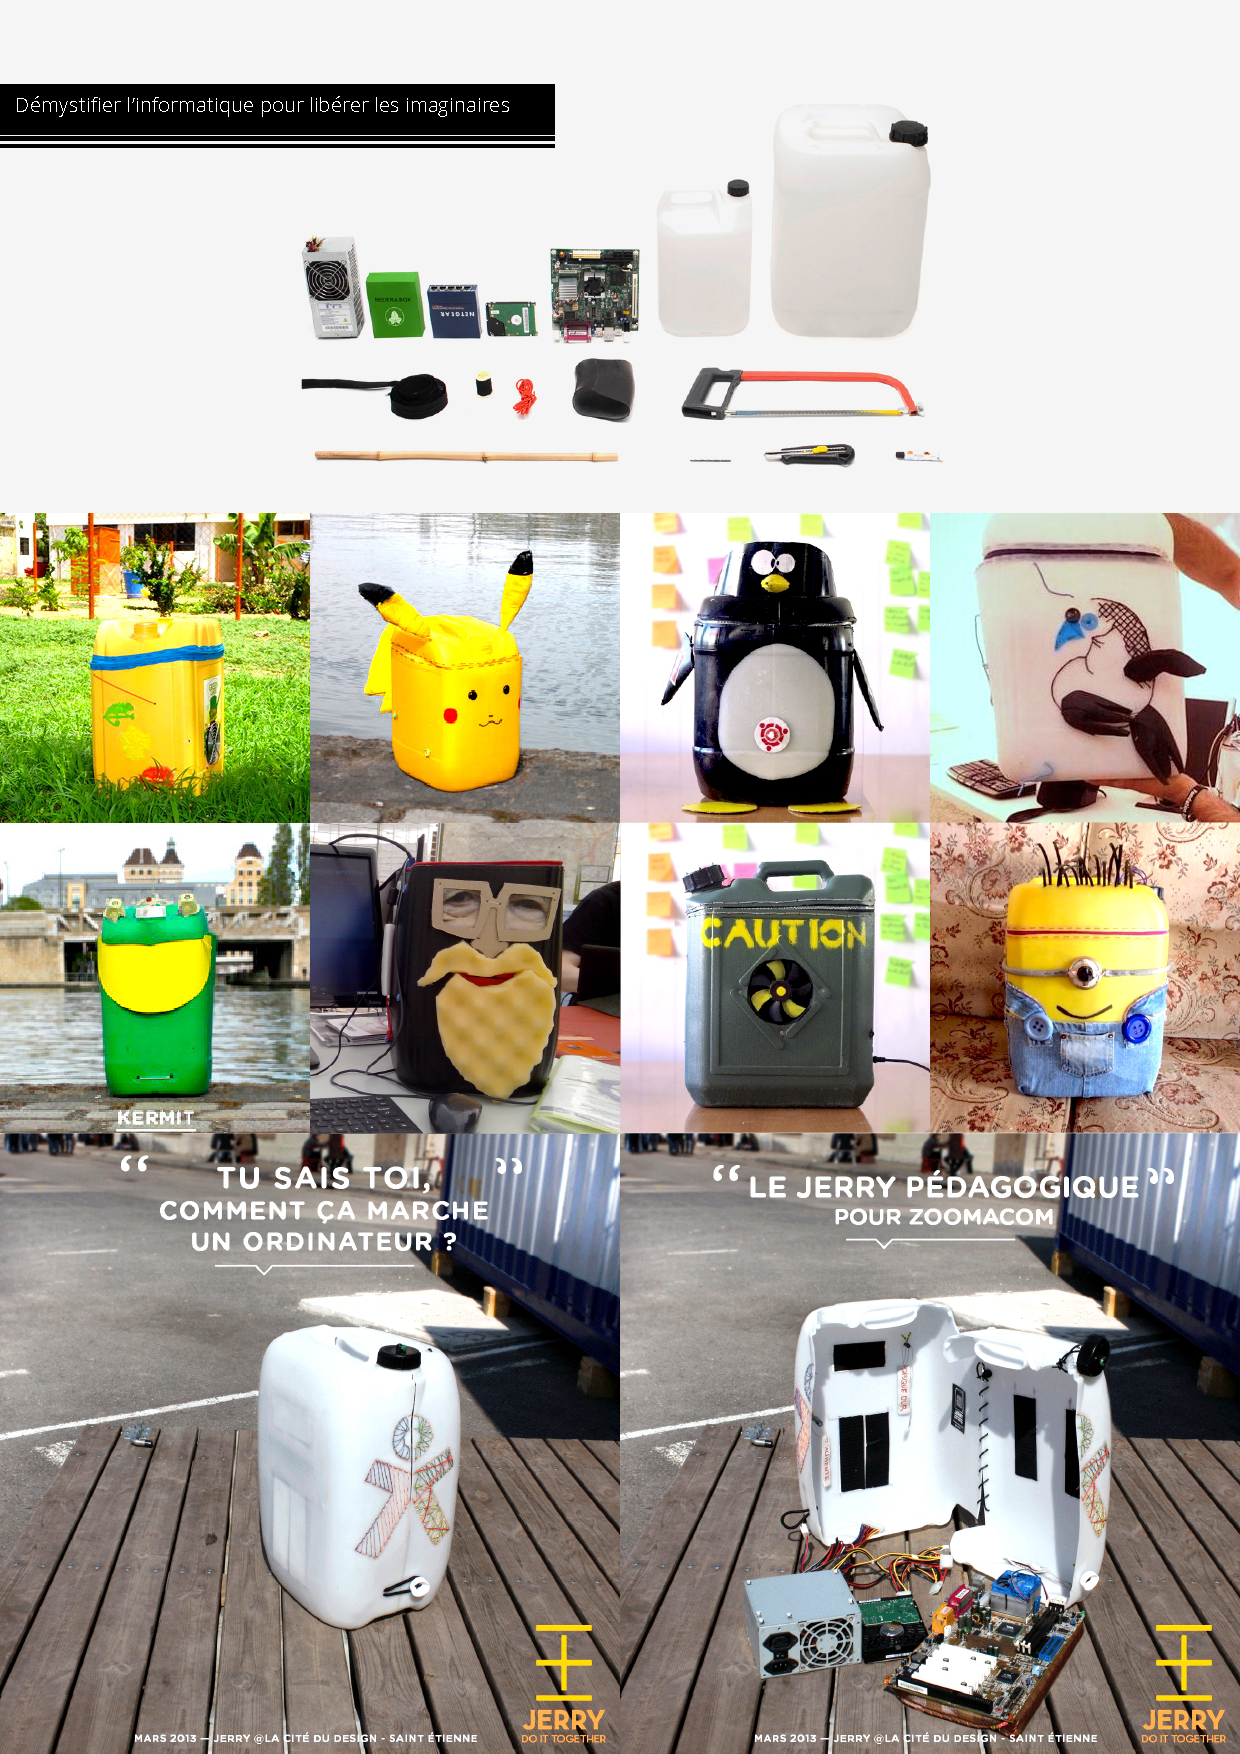 Démystifier l'informatique pour libérer les imaginaires
NETGEAR
CAUTION
KERMIT
“ TU SAIS TOI, ”
COMMENT ÇA MARCHE
UN ORDINATEUR ?
“ LE JERRY PÉDAGOGIQUE ”
POUR ZOOMACOM
DISQUE DUR
MARS 2013 — JERRY @LA CITÉ DU DESIGN - SAINT ÉTIENNE
JERRY
DO IT TOGETHER
MARS 2013 — JERRY @LA CITÉ DU DESIGN - SAINT ÉTIENNE
JERRY
DO IT TOGETHER